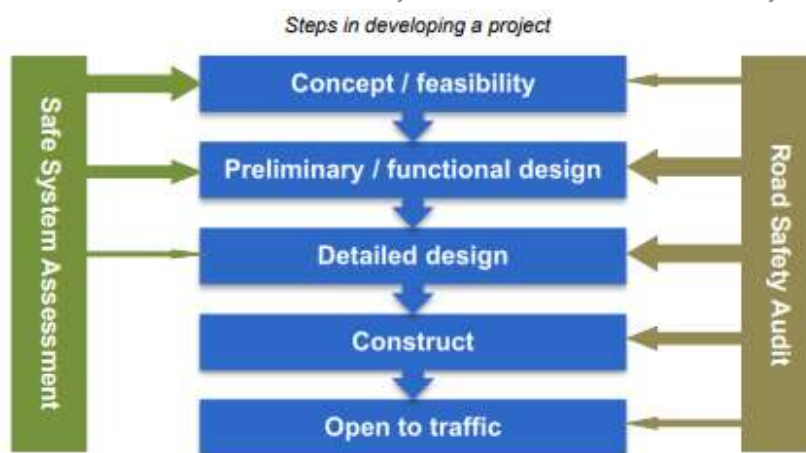 Steps in developing a project
Safe System Assessment
Concept / feasibility
Preliminary / functional design
Detailed design
Construct
Open to traffic
Road Safety Audit